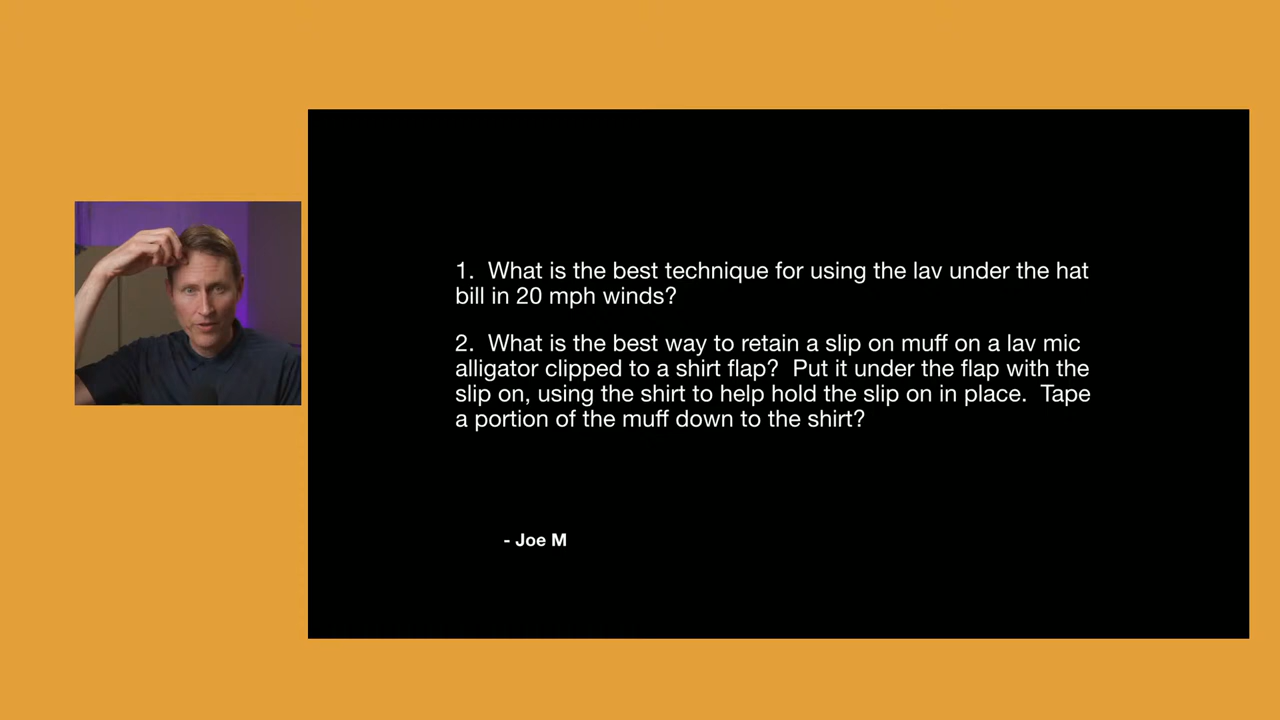 1.  What is the best technique for using the lav under the hat
bill in 20 mph winds?
2.  What is the best way to retain a slip on muff on a lav mic
alligator clipped to a shirt flap?  Put it under the flap with the
slip on, using the shirt to help hold the slip on in place.  Tape
a portion of the muff down to the shirt?
- Joe M